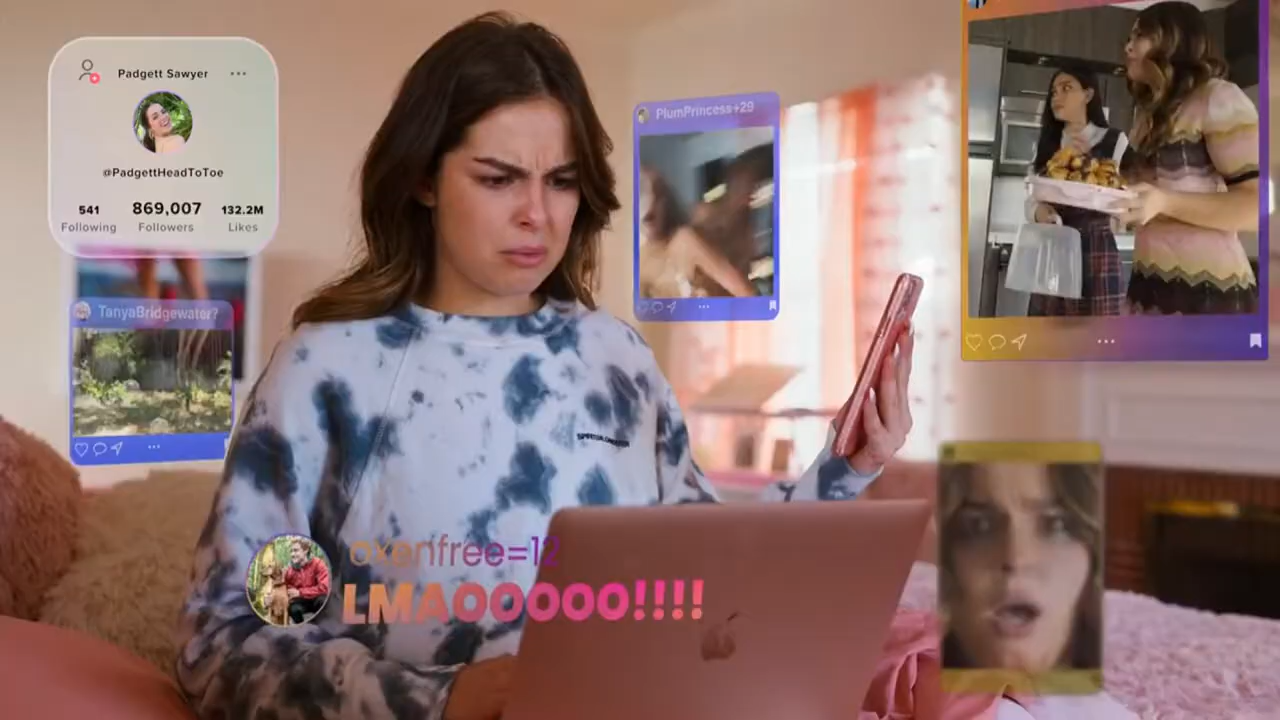 Padgett Sawyer
@PadgettHeadToToe
541
869,007
132.2M
Following
Followers
Likes
PlumPrincess+29
TanyaBridgewater?
oxenfree=12
LMAOOOOO!!!!